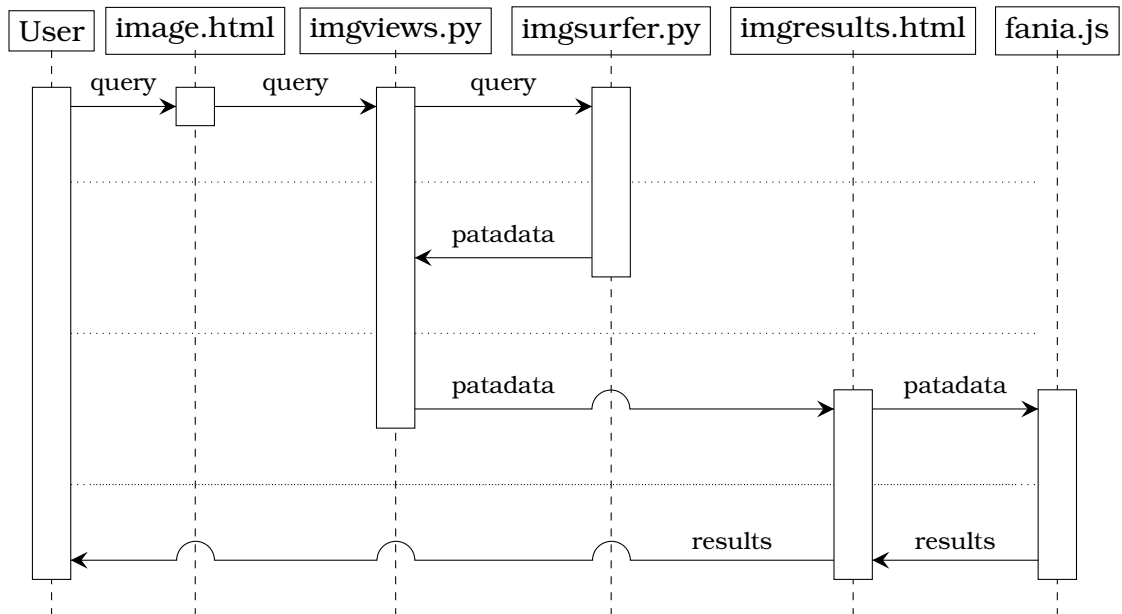 User image.html imgviews.py imgsurfer.py imgresults.html fania.js
query query query
patadata
patadata patadata
results results